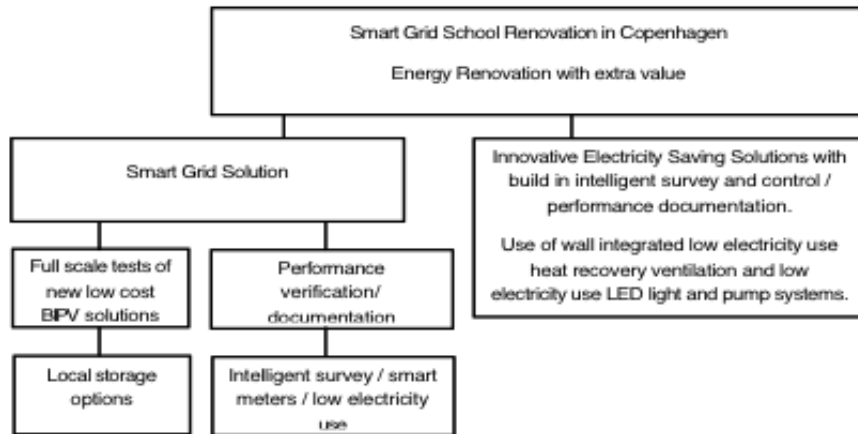 Smart Grid School Renovation in Copenhagen
Energy Renovation with extra value
Smart Grid Solution
Innovative Electricity Saving Solutions with
build in intelligent survey and control /
performance documentation.
Use of wall integrated low electricity use
heat recovery ventilation and low
electricity use LED light and pump systems.
Full scale tests of
new low cost
BIPV solutions
Performance
verification/
documentation
Local storage
options
Intelligent survey / smart
meters / low electricity
use